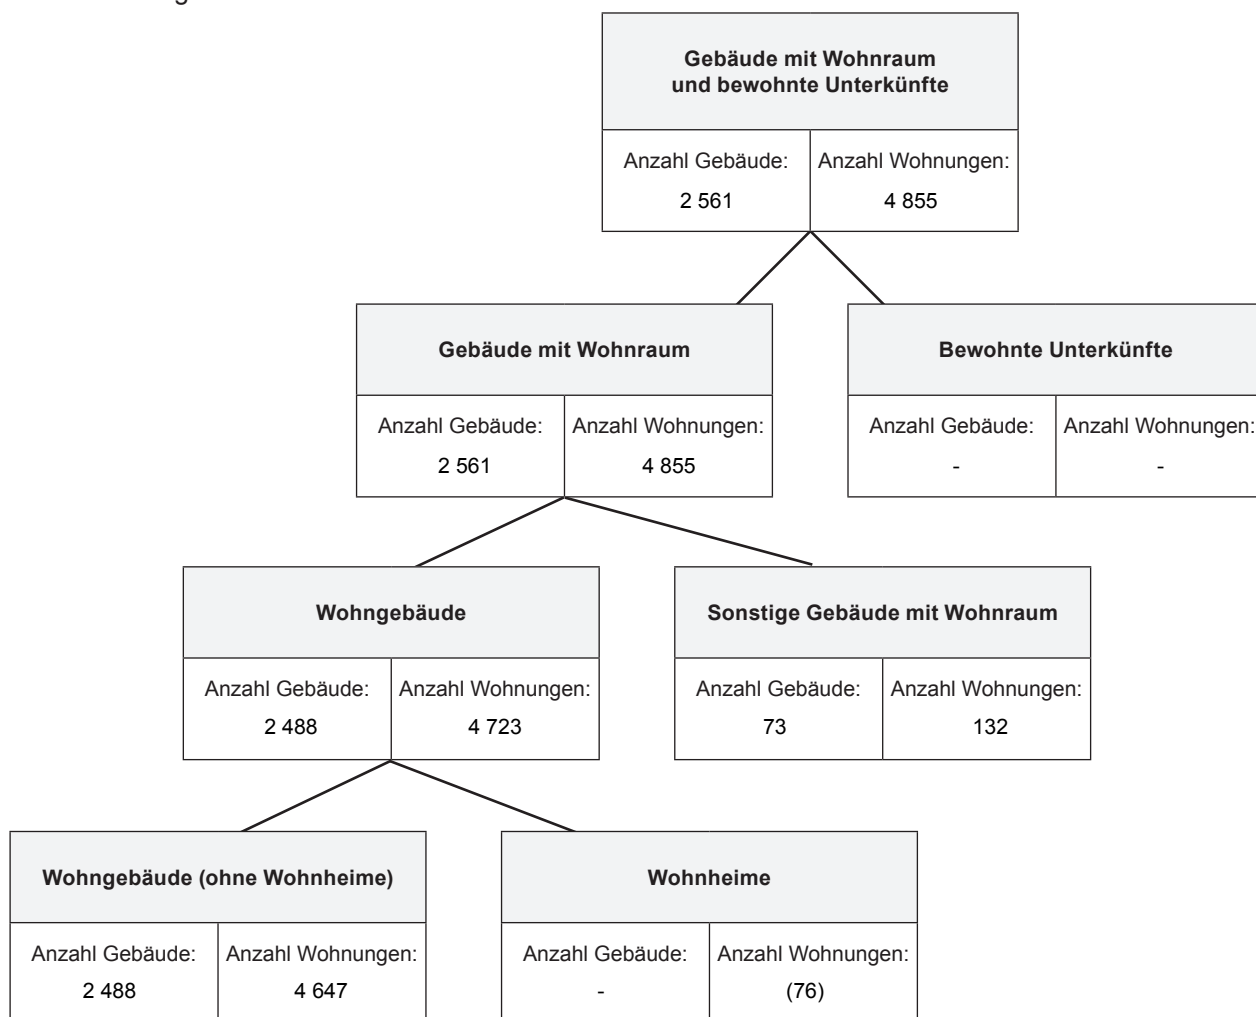 Gebäude mit Wohnraum
und bewohnte Unterkünfte
Anzahl Gebäude: Anzahl Wohnungen:
2 561 4 855
Gebäude mit Wohnraum
Bewohnte Unterkünfte
Anzahl Gebäude: Anzahl Wohnungen:
2 561 4 855
Anzahl Gebäude: Anzahl Wohnungen:
- -
Wohngebäude
Sonstige Gebäude mit Wohnraum
Anzahl Gebäude: Anzahl Wohnungen:
2 488 4 723
Anzahl Gebäude: Anzahl Wohnungen:
73 132
Wohngebäude (ohne Wohnheime)
Wohnheime
Anzahl Gebäude: Anzahl Wohnungen:
2 488 4 647
Anzahl Gebäude: Anzahl Wohnungen:
- (76)